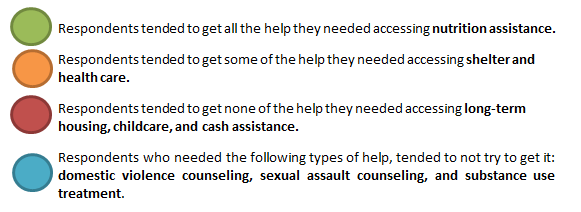 Respondents tended to get all the help they needed accessing nutrition assistance.
Respondents tended to get some of the help they needed accessing shelter and
health care.
Respondents tended to get none of the help they needed accessing long-term
housing, childcare, and cash assistance.
Respondents who needed the following types of help, tended to not try to get it:
domestic violence counseling, sexual assault counseling, and substance use
treatment.